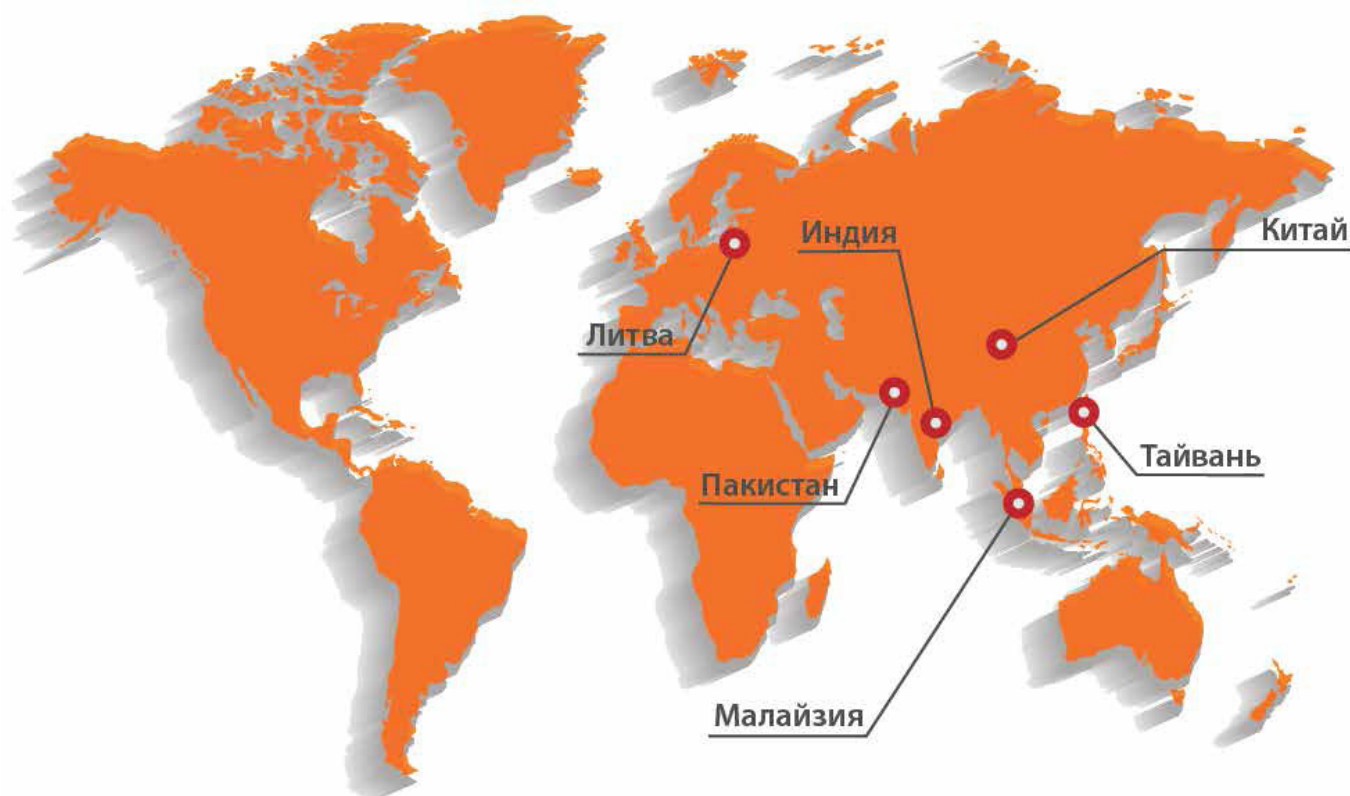 Индия
Китай
Литва
Тайвань
Пакистан
Малайзия